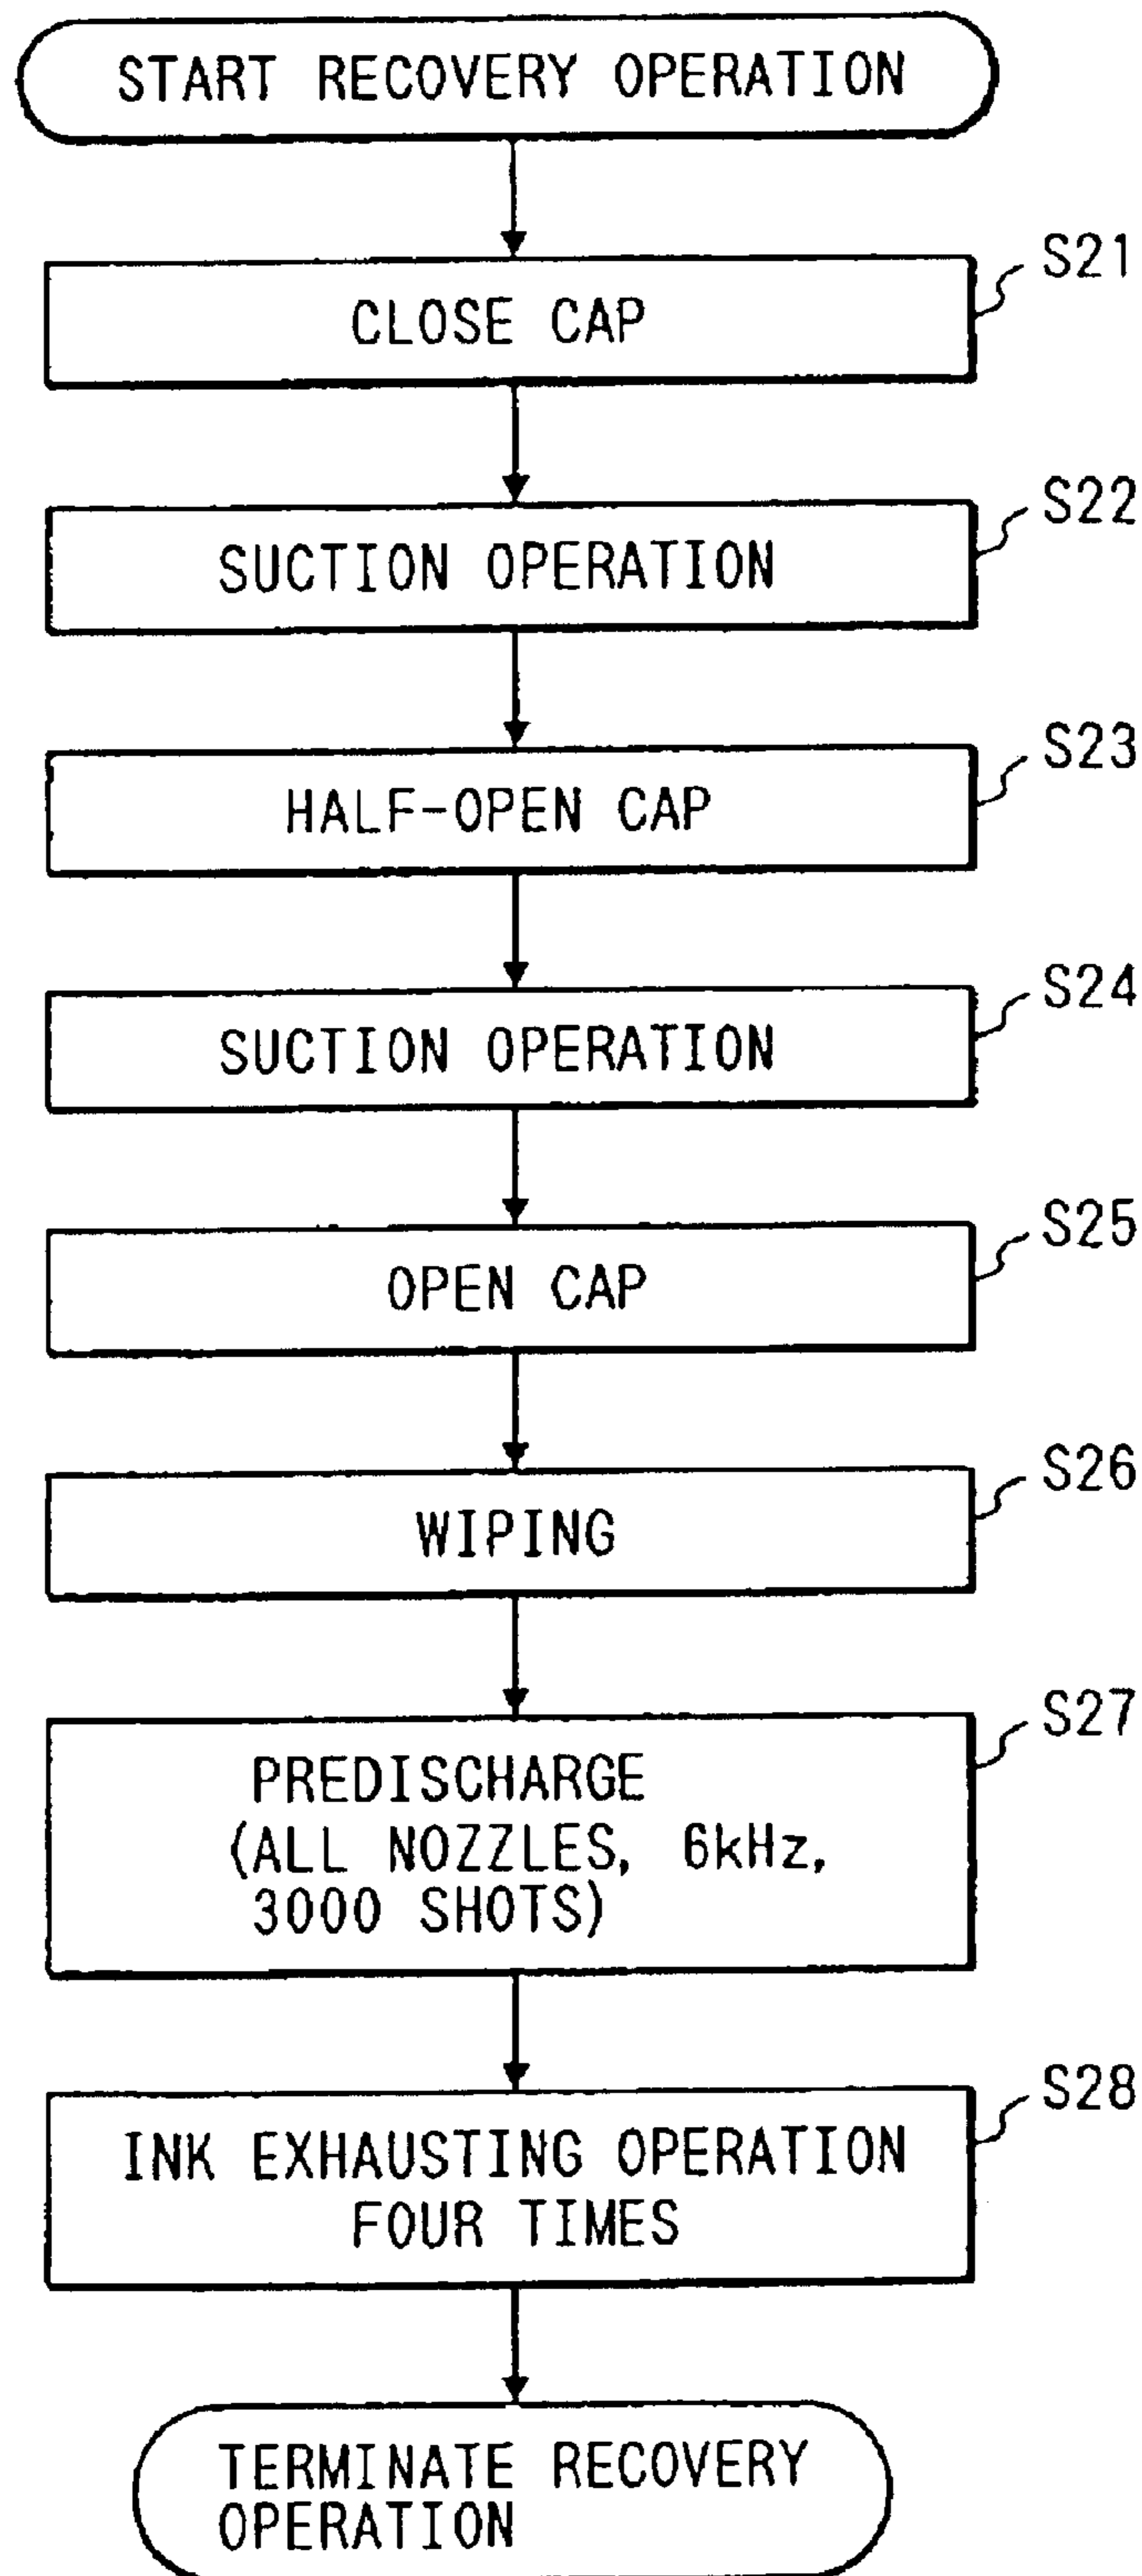 START RECOVERY OPERATION
S21
CLOSE CAP
S22
SUCTION OPERATION
S23
HALF-OPEN CAP
S24
SUCTION OPERATION
S25
OPEN CAP
S26
WIPING
S27
PREDISCHARGE
(ALL NOZZLES, 6kHz,
3000 SHOTS)
S28
INK EXHAUSTING OPERATION
FOUR TIMES
TERMINATE RECOVERY
OPERATION